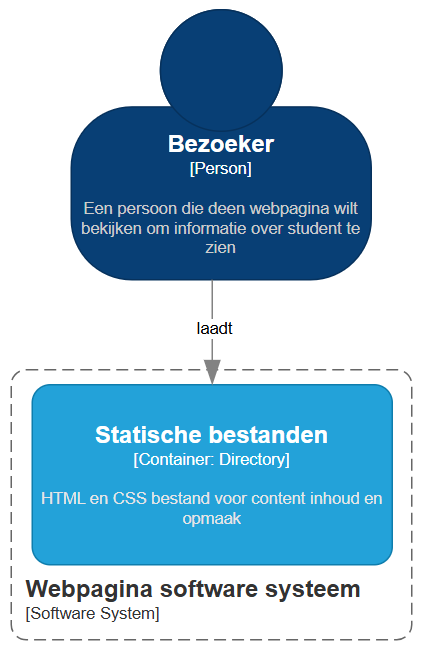 Bezoeker
[Person]
Een persoon die deen webpagina wilt
bekijken om informatie over student te
zien
laadt
Statische bestanden
[Container: Directory]
HTML en CSS bestand voor content inhoud en
opmaak
Webpagina software systeem
[Software System]